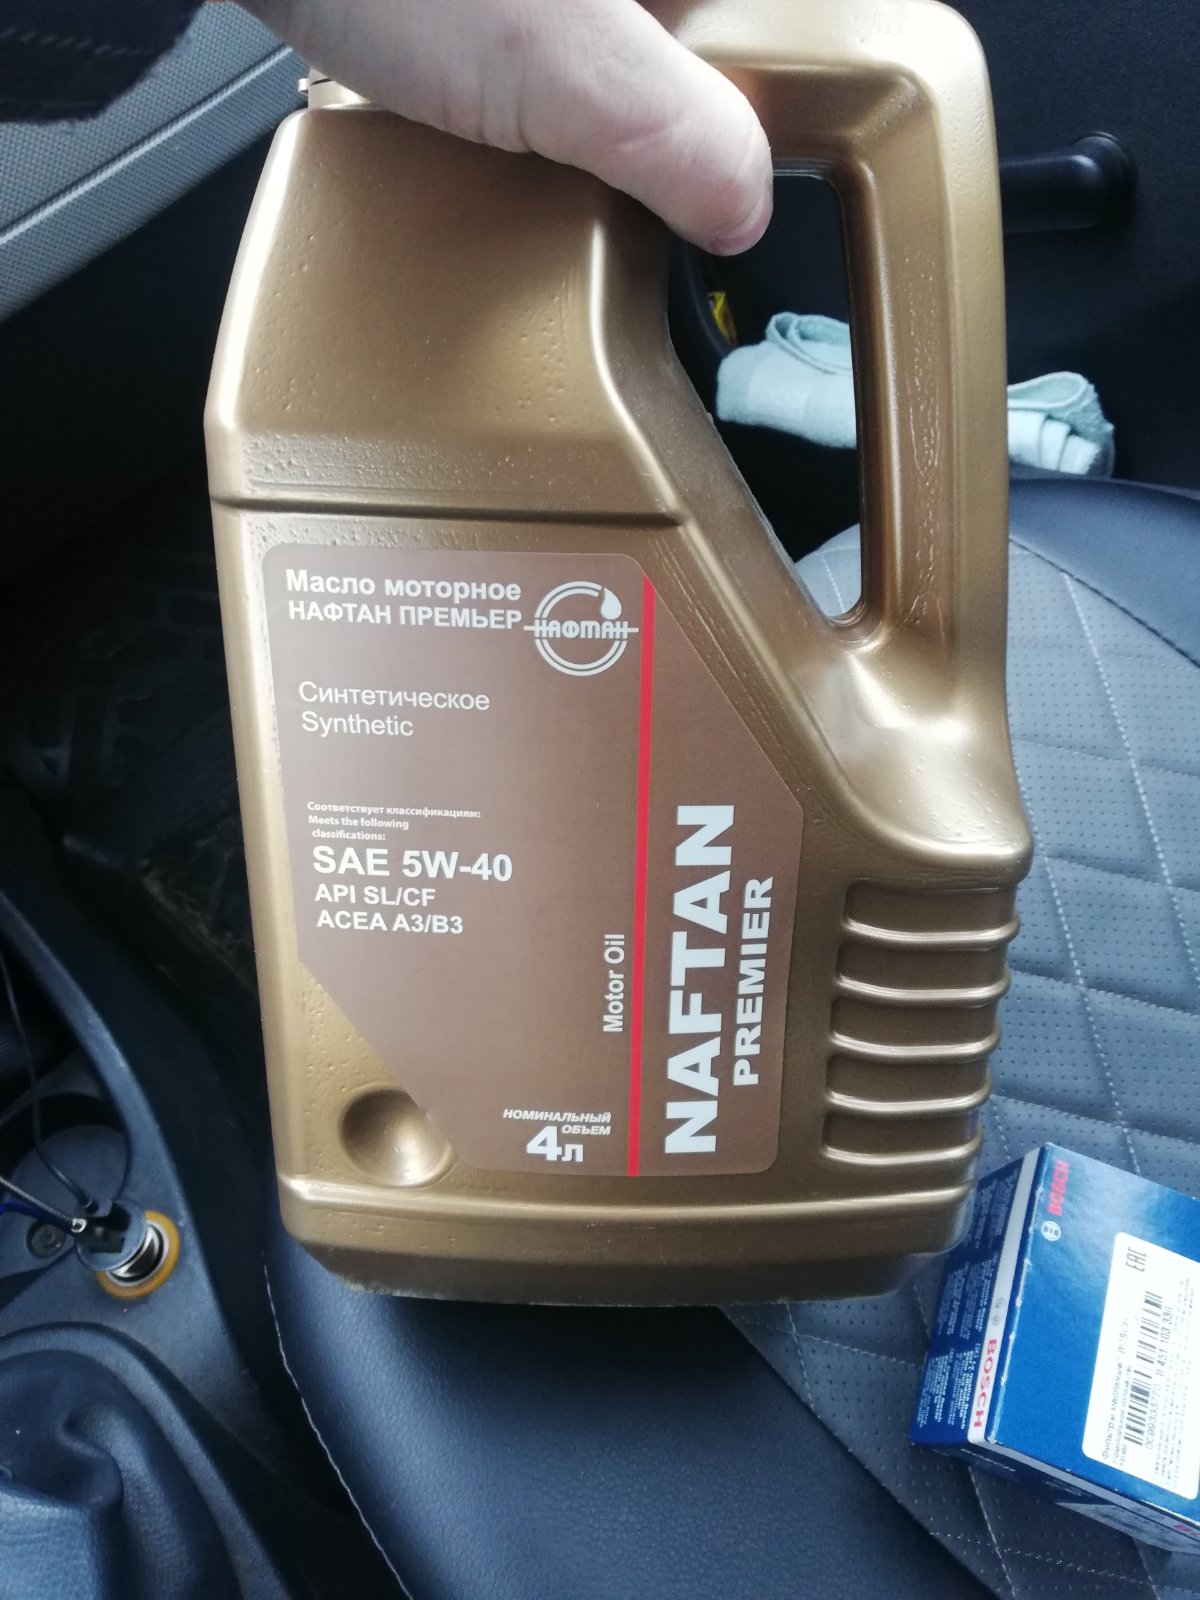 Масло моторное
НАФТАН ПРЕМЬЕР
НАФТАН
Синтетическое
Synthetic
Соответствует классификациям:
Meets the following
classifications:
SAE 5W-40
API SL/CF
ACEA A3/B3
Motor Oil
NAFTAN
PREMIER
НОМИНАЛЬНЫЙ
ОБЪЕМ
4л
BOSCH
EAC
BOSCH